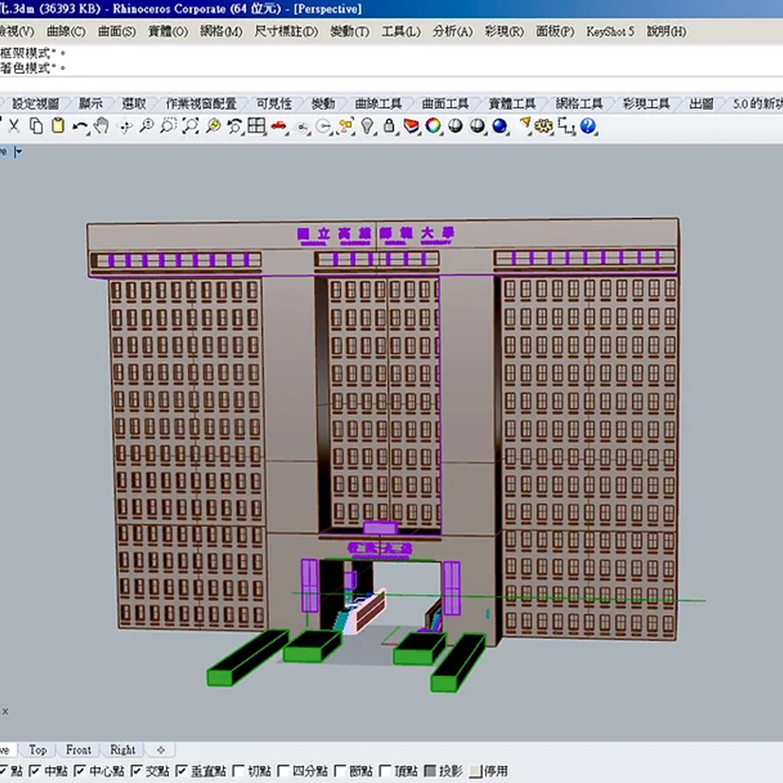 化.3dm (36393 KB) - Rhinoceros Corporate (64 位元) - [Perspective]
檢視(V) 曲線(C) 曲面(S) 實體(O) 網格(M) 尺寸標註(D) 變動(T) 工具(L) 分析(A) 彩現(R) 面板(P) KeyShot 5 說明(H)
框架模式"。
著色模式"。
設定視圖 顯示 選取 作業視窗配置 可見性 變動 曲線工具 曲面工具 實體工具 網格工具 彩現工具 出圖 5.0 的新功
ve
國立高雄師範大學
NATIONAL KAOHSIUNG NORMAL UNIVERSITY
x
ve Top Front Right
點 中點 中心點 交點 垂直點 切點 四分點 節點 頂點 投影 停用